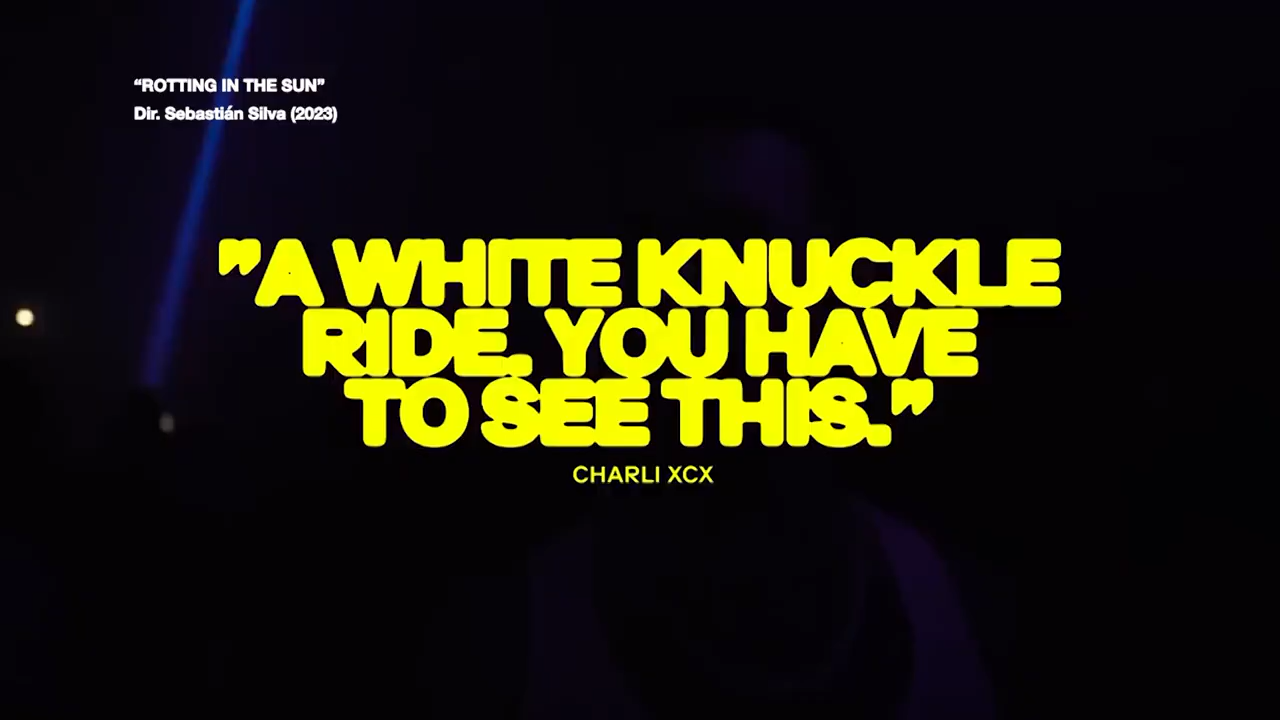 “ROTTING IN THE SUN”
Dir. Sebastián Silva (2023)
"A WHITE KNUCKLE
RIDE. YOU HAVE
TO SEE THIS."
CHARLI XCX